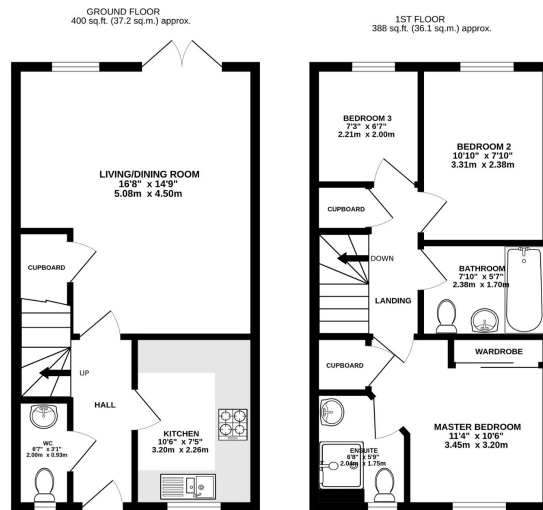 GROUND FLOOR
400 sq.ft. (37.2 sq.m.) approx.
LIVING/DINING ROOM
16'8" x 14'9"
5.08m x 4.50m
CUPBOARD
UP
HALL
WC
6'7" x 3'1"
2.00m x 0.93m
KITCHEN
10'6" x 7'5"
3.20m x 2.26m
1ST FLOOR
388 sq.ft. (36.1 sq.m.) approx.
BEDROOM 3
7'3" x 6'7"
2.21m x 2.00m
BEDROOM 2
10'10" x 7'10"
3.31m x 2.38m
CUPBOARD
DOWN
BATHROOM
7'10" x 5'7"
2.38m x 1.70m
LANDING
CUPBOARD
WARDROBE
MASTER BEDROOM
11'4" x 10'6"
3.45m x 3.20m
ENSUITE
6'8" x 5'9"
2.04m x 1.75m